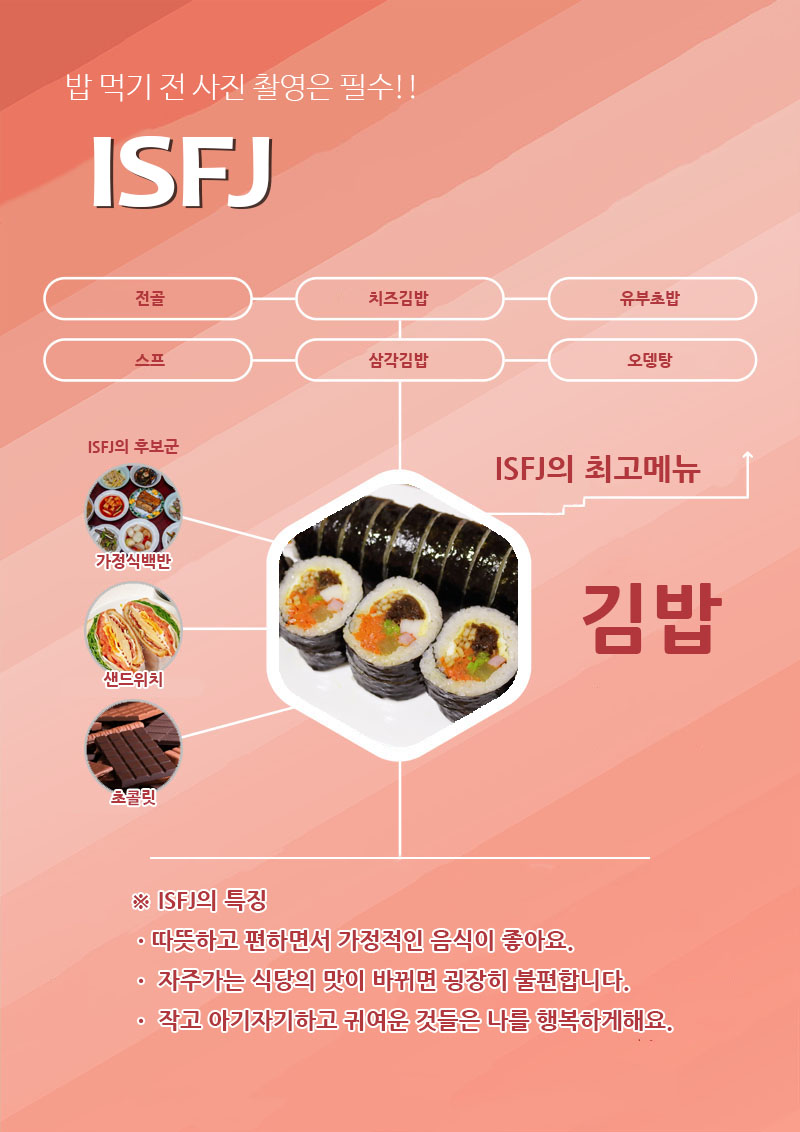 밥 먹기 전 사진 촬영은 필수!!
ISFJ
전골
치즈김밥
유부초밥
스프
삼각김밥
오뎅탕
ISFJ의 후보군
가정식백반
샌드위치
초콜릿
ISFJ의 최고메뉴
김밥
※ ISFJ의 특징
· 따뜻하고 편하면서 가정적인 음식이 좋아요.
· 자주가는 식당의 맛이 바뀌면 굉장히 불편합니다.
· 작고 아기자기하고 귀여운 것들은 나를 행복하게해요.